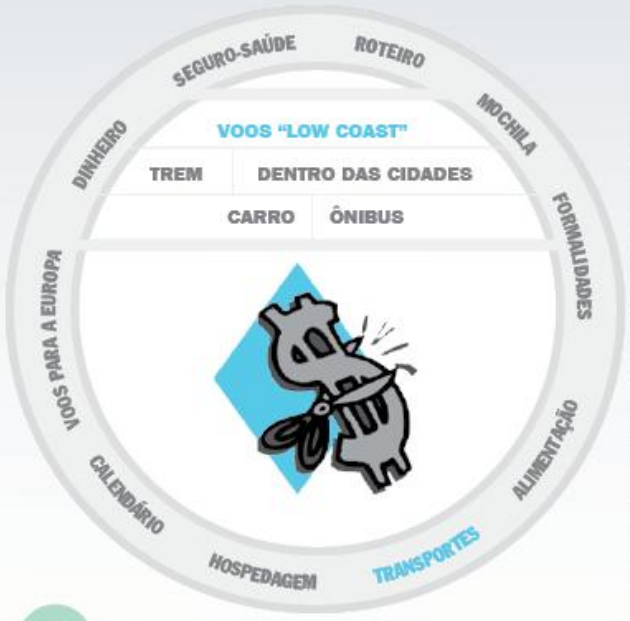 SEGURO-SAÚDE
ROTEIRO
MOCHILA
FORMALIDADES
ALIMENTAÇÃO
TRANSPORTES
HOSPEDAGEM
CALENDÁRIO
VOOS PARA A EUROPA
DINHEIRO
VOOS "LOW COAST"
TREM DENTRO DAS CIDADES
CARRO ÔNIBUS